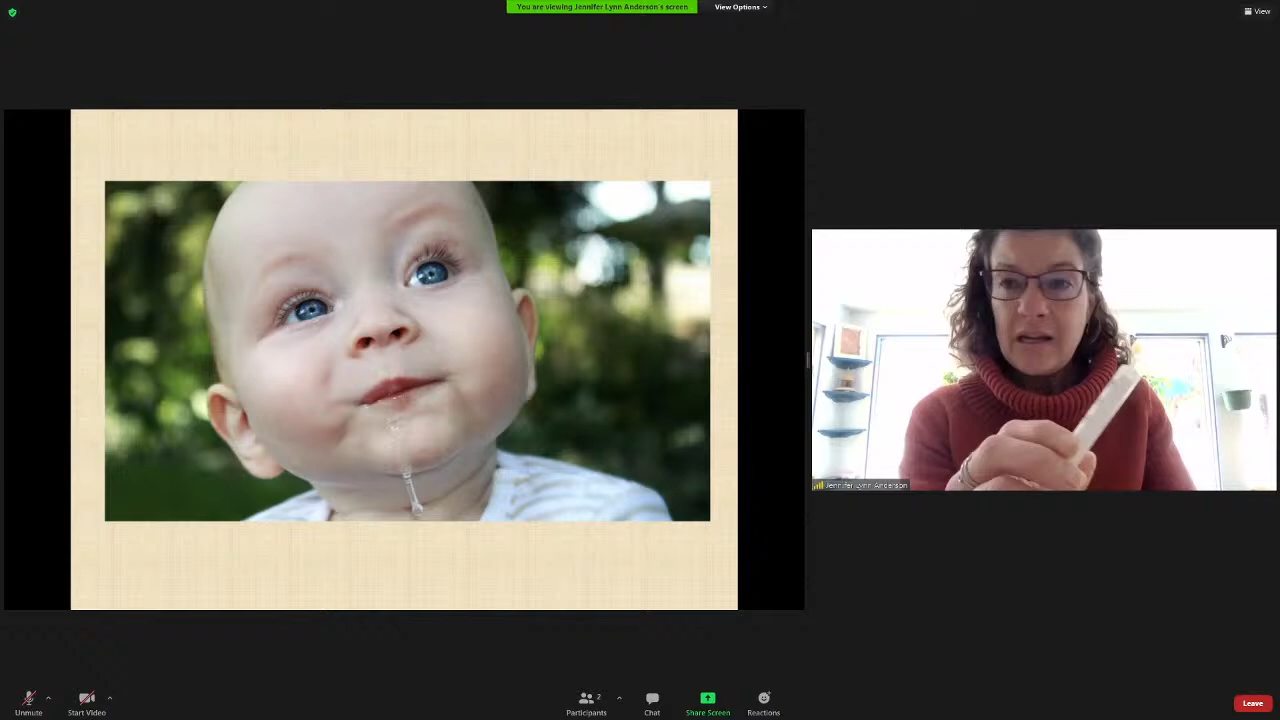 You are viewing Jennifer Lynn Anderson's screen
View Options
View
Jennifer Lynn Anderson
Unmute
Start Video
2
Participants
Chat
Share Screen
Reactions
Leave